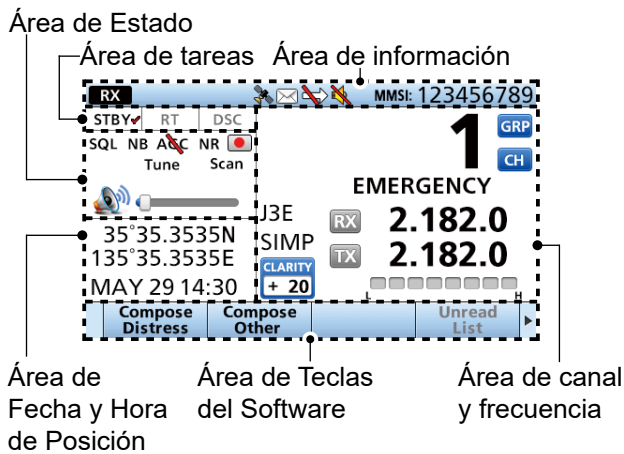 Área de Estado
Área de tareas
Área de información
RX
MMSI: 123456789
STBY RT DSC
SQL NB AGC NR
Tune Scan
1
GRP
CH
EMERGENCY
J3E
SIMP
CLARITY
+ 20
RX 2.182.0
TX 2.182.0
L H
35°35.3535N
135°35.3535E
MAY 29 14:30
Compose
Distress
Compose
Other
Unread
List
Área de
Fecha y Hora
de Posición
Área de Teclas
del Software
Área de canal
y frecuencia